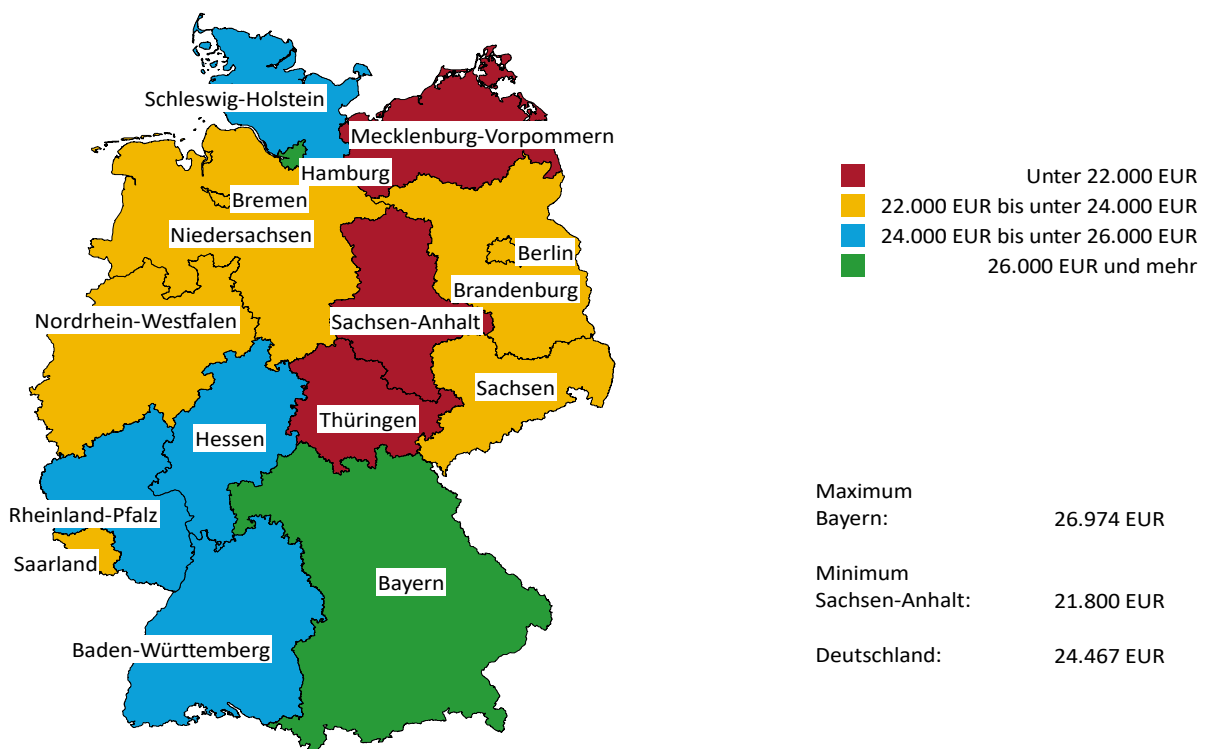 Schleswig-Holstein
Mecklenburg-Vorpommern
Hamburg
Bremen
Niedersachsen
Berlin
Brandenburg
Nordrhein-Westfalen
Sachsen-Anhalt
Sachsen
Thüringen
Hessen
Rheinland-Pfalz
Saarland
Bayern
Baden-Württemberg
Unter 22.000 EUR
22.000 EUR bis unter 24.000 EUR
24.000 EUR bis unter 26.000 EUR
26.000 EUR und mehr
Maximum
Bayern: 26.974 EUR
Minimum
Sachsen-Anhalt: 21.800 EUR
Deutschland: 24.467 EUR